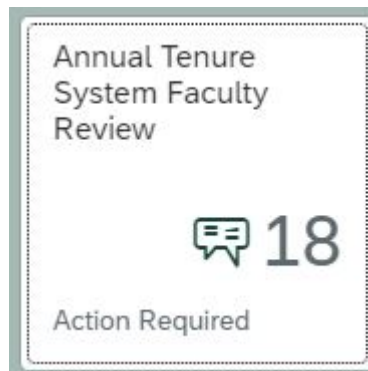 Annual Tenure
System Faculty
Review
18
Action Required